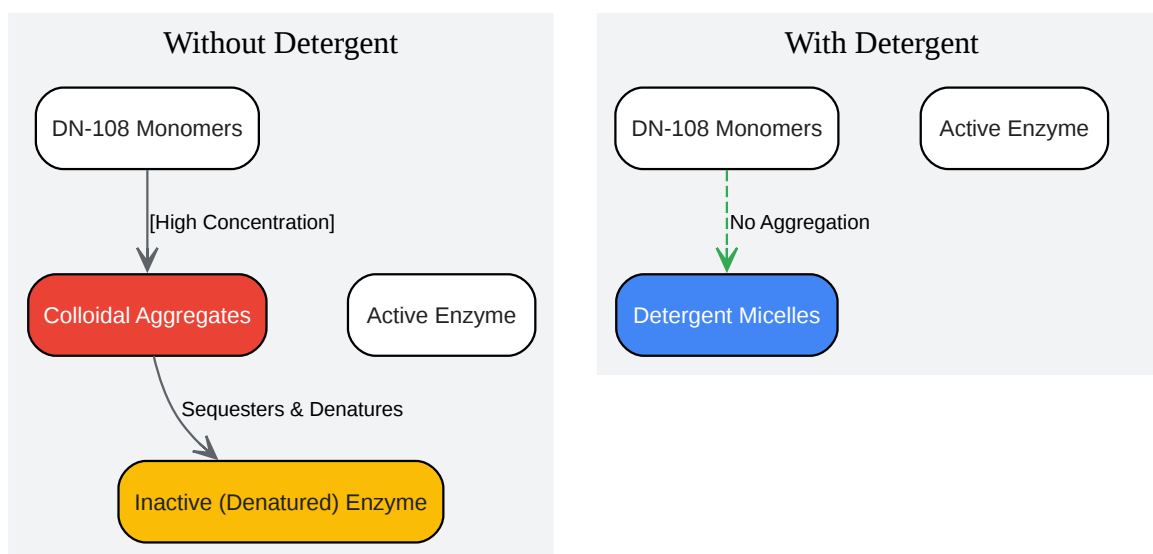 Without Detergent
DN-108 Monomers
[High Concentration]
Colloidal Aggregates
Active Enzyme
Sequesters & Denatures
Inactive (Denatured) Enzyme
With Detergent
DN-108 Monomers
Active Enzyme
No Aggregation
Detergent Micelles